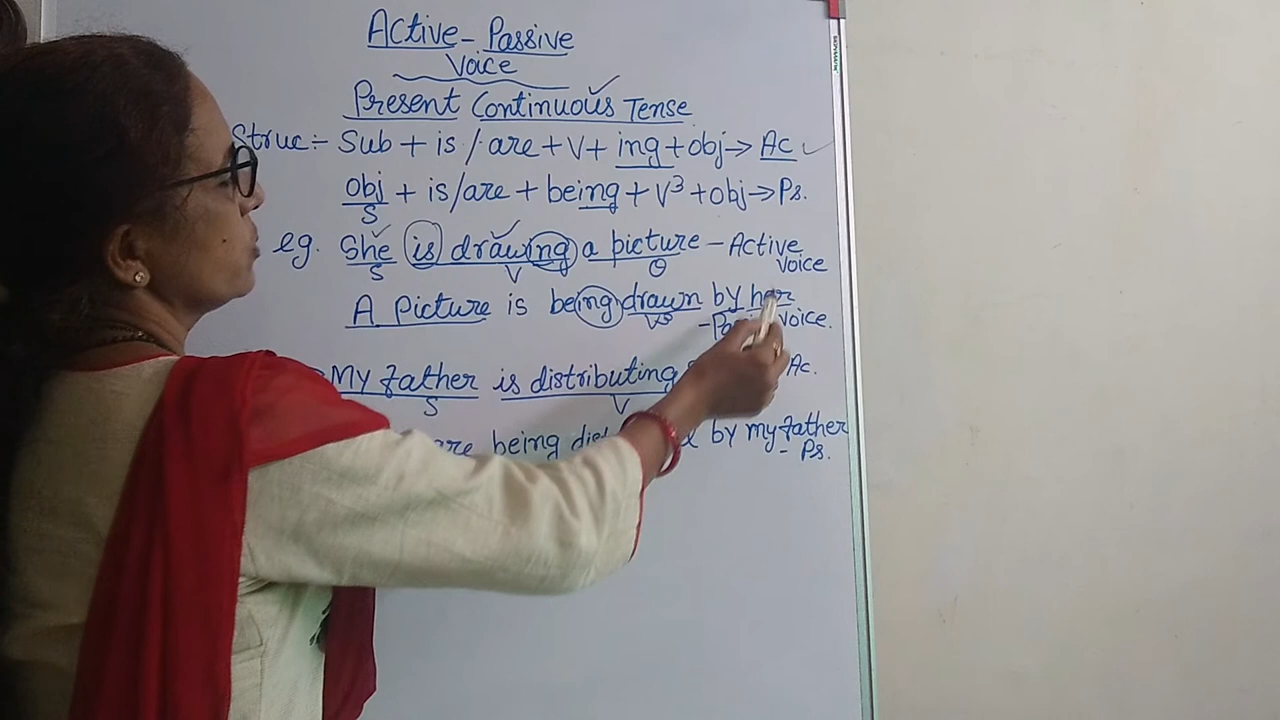 Active - Passive
Voice
Present Continuous Tense
Struc:- Sub + is / are + V + ing + obj → Ac
obj + is/are + being + V³ + obj → Ps.
S
eg. She is drawing a picture - Active
Voice
S V O
A Picture is being drawn by her
V³ Voice.
My father is distributing Ac.
S V
are being by my father
- Ps.